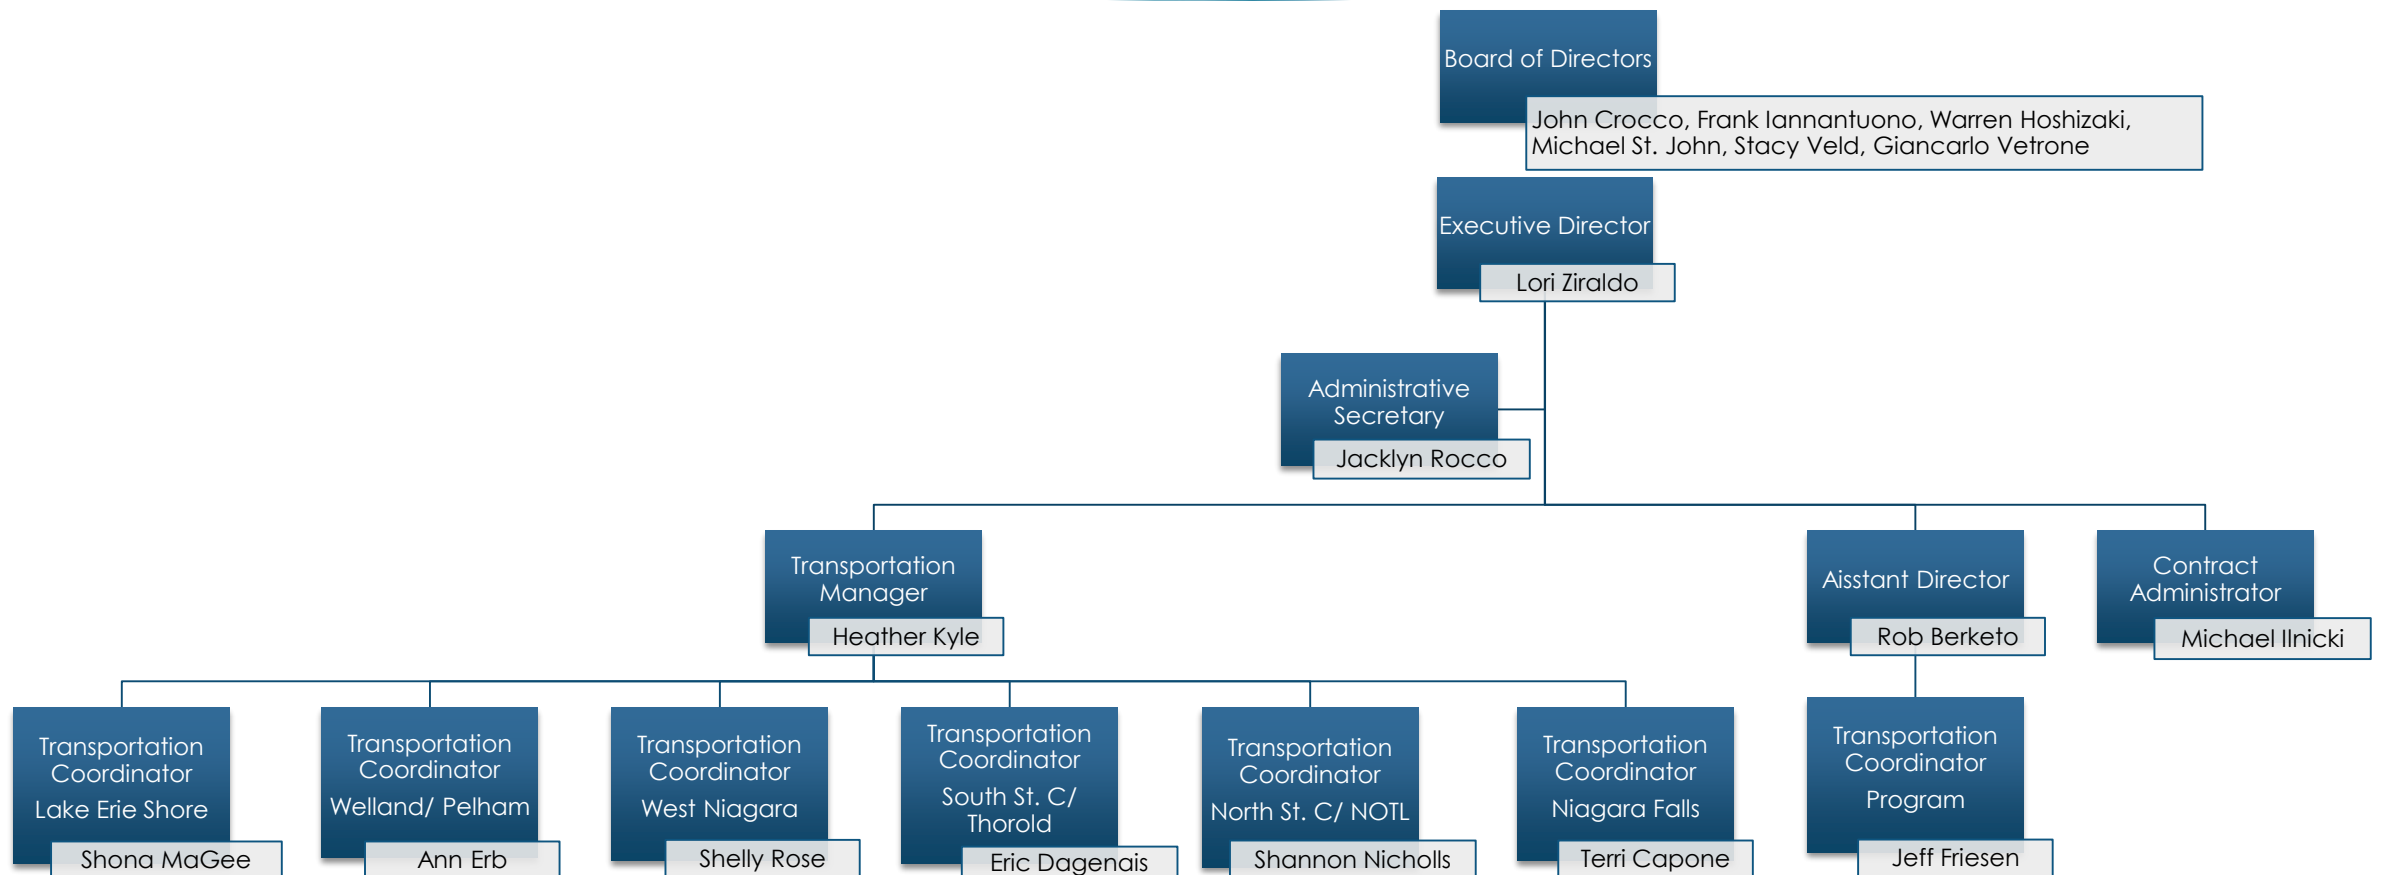 Board of Directors
John Crocco, Frank Iannantuono, Warren Hoshizaki,
Michael St. John, Stacy Veld, Giancarlo Vetrone
Executive Director
Lori Ziraldo
Administrative
Secretary
Jacklyn Rocco
Transportation
Manager
Heather Kyle
Aisstant Director
Rob Berketo
Contract
Administrator
Michael Ilnicki
Transportation
Coordinator
Lake Erie Shore
Shona MaGee
Transportation
Coordinator
Welland/ Pelham
Ann Erb
Transportation
Coordinator
West Niagara
Shelly Rose
Transportation
Coordinator
South St. C/
Thorold
Eric Dagenais
Transportation
Coordinator
North St. C/ NOTL
Shannon Nicholls
Transportation
Coordinator
Niagara Falls
Terri Capone
Transportation
Coordinator
Program
Jeff Friesen